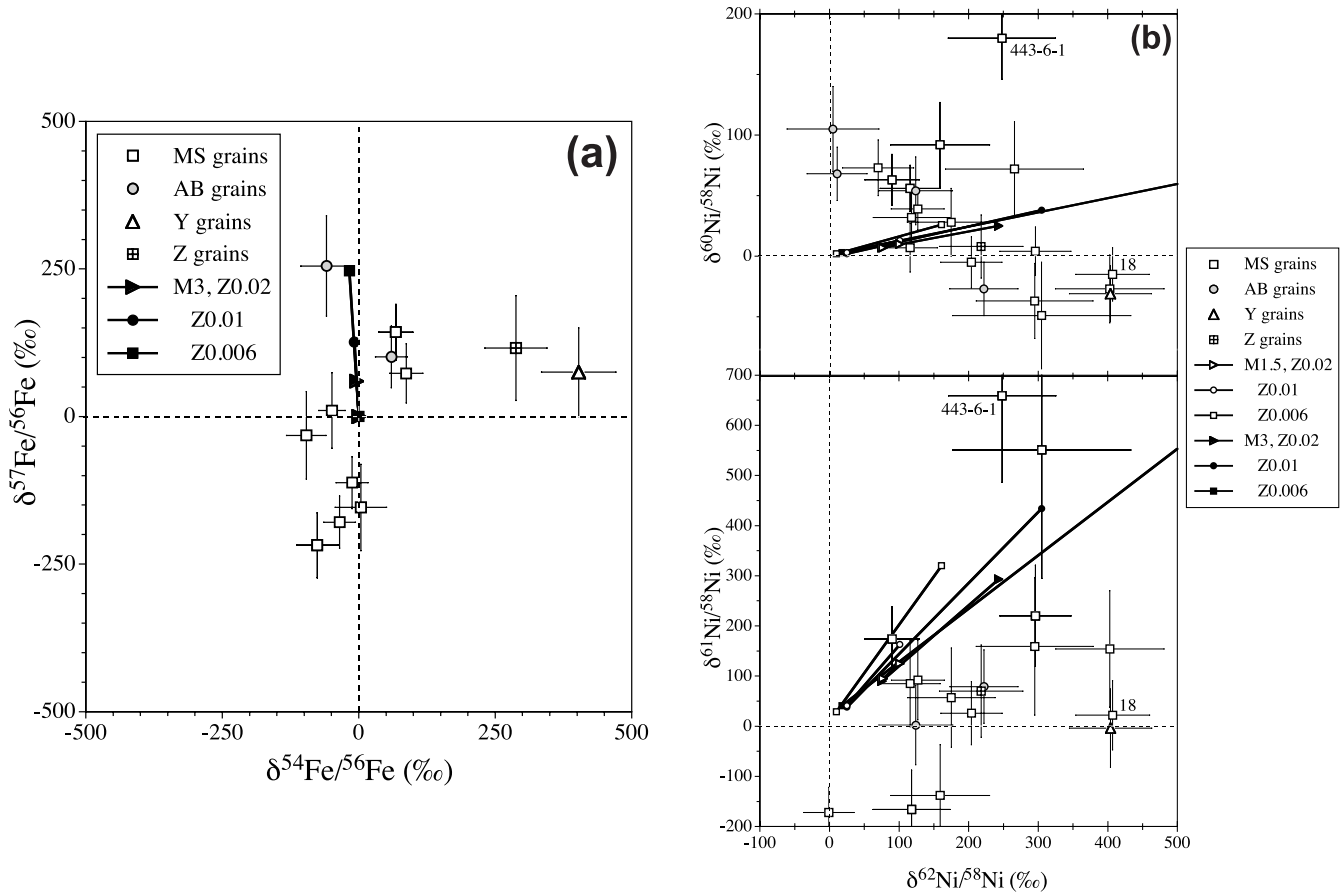 (a)
500
250
0
-250
-500
-500
-250
0
250
500
δ57Fe/56Fe (‰)
δ54Fe/56Fe (‰)
MS grains
AB grains
Y grains
Z grains
M3, Z0.02
Z0.01
Z0.006
(b)
200
100
0
δ60Ni/58Ni (‰)
443-6-1
18
700
600
500
400
300
200
100
0
-100
-200
δ61Ni/58Ni (‰)
443-6-1
18
-100
0
100
200
300
400
500
δ62Ni/58Ni (‰)
MS grains
AB grains
Y grains
Z grains
M1.5, Z0.02
Z0.01
Z0.006
M3, Z0.02
Z0.01
Z0.006